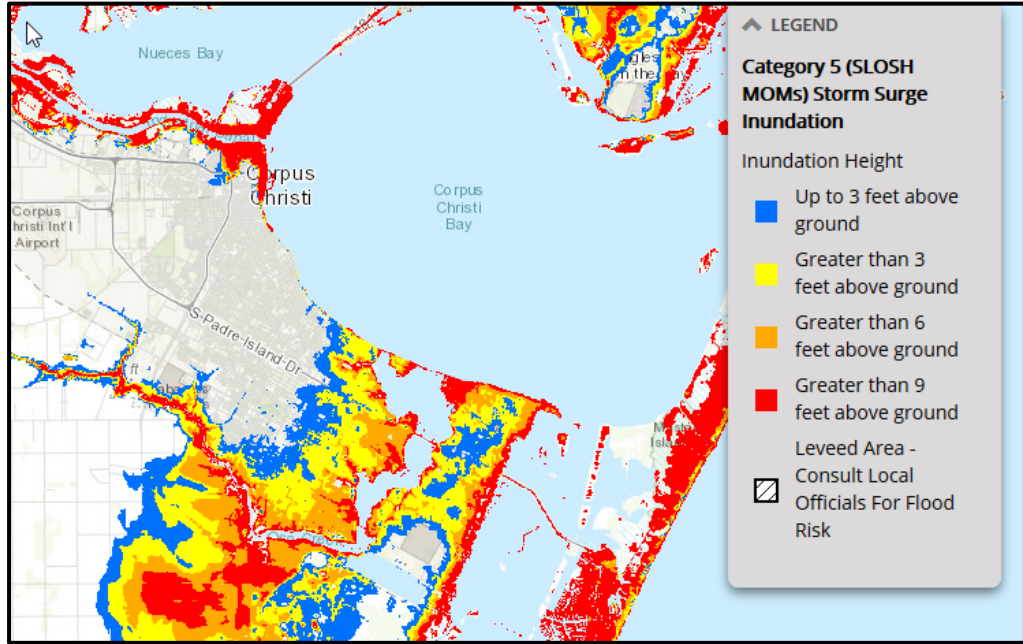 Nueces Bay
Corpus
Christi
Corpus
Christi
Bay
Corpus
hristi Int'l
Airport
S-Padre-Island-Dr
LEGEND
Category 5 (SLOSH
MOMs) Storm Surge
Inundation
Inundation Height
Up to 3 feet above
ground
Greater than 3
feet above ground
Greater than 6
feet above ground
Greater than 9
feet above ground
Leveed Area -
Consult Local
Officials For Flood
Risk